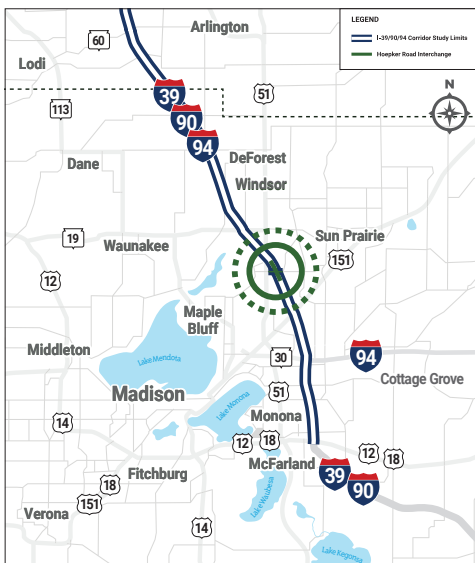 LEGEND
I-39/90/94 Corridor Study Limits
Hoepker Road Interchange
60
Arlington
Lodi
39
51
N
113
90
94
Dane
DeForest
Windsor
19
Waunakee
Sun Prairie
151
12
Maple
Bluff
Middleton
Lake Mendota
30
94
Cottage Grove
Madison
51
Lake Monona
Monona
14
12
18
12
18
McFarland
39
90
Fitchburg
18
151
Verona
Lake Waubesa
14
Lake Kegonsa